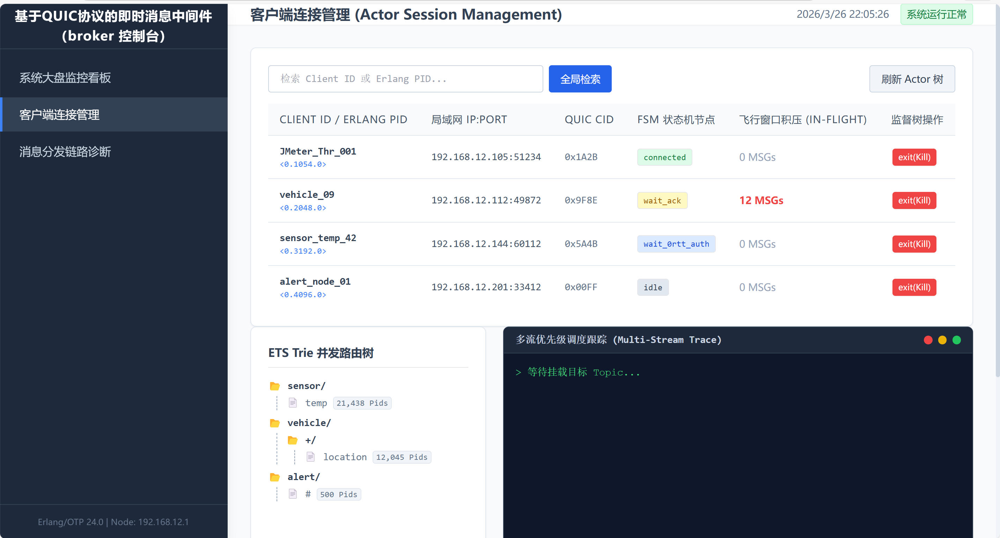 基于QUIC协议的即时消息中间件
(broker 控制台)
系统大盘监控看板
客户端连接管理
消息分发链路诊断
Erlang/OTP 24.0 | Node: 192.168.12.1
客户端连接管理 (Actor Session Management)
2026/3/26 22:05:26
系统运行正常
检索 Client ID 或 Erlang PID...
全局检索
刷新 Actor 树
CLIENT ID / ERLANG PID 局域网 IP:PORT QUIC CID FSM 状态机节点 飞行窗口积压 (IN-FLIGHT) 监督树操作
JMeter_Thr_001
<0.1054.0>
192.168.12.105:51234 0x1A2B connected 0 MSGs exit(Kill)
vehicle_09
<0.2048.0>
192.168.12.112:49872 0x9F8E wait_ack 12 MSGs exit(Kill)
sensor_temp_42
<0.3192.0>
192.168.12.144:60112 0x5A4B wait_0rtt_auth 0 MSGs exit(Kill)
alert_node_01
<0.4096.0>
192.168.12.201:33412 0x00FF idle 0 MSGs exit(Kill)
ETS Trie 并发路由树
sensor/
temp 21,438 Pids
vehicle/
+/
location 12,045 Pids
alert/
# 500 Pids
多流优先级调度跟踪 (Multi-Stream Trace)
> 等待挂载目标 Topic...